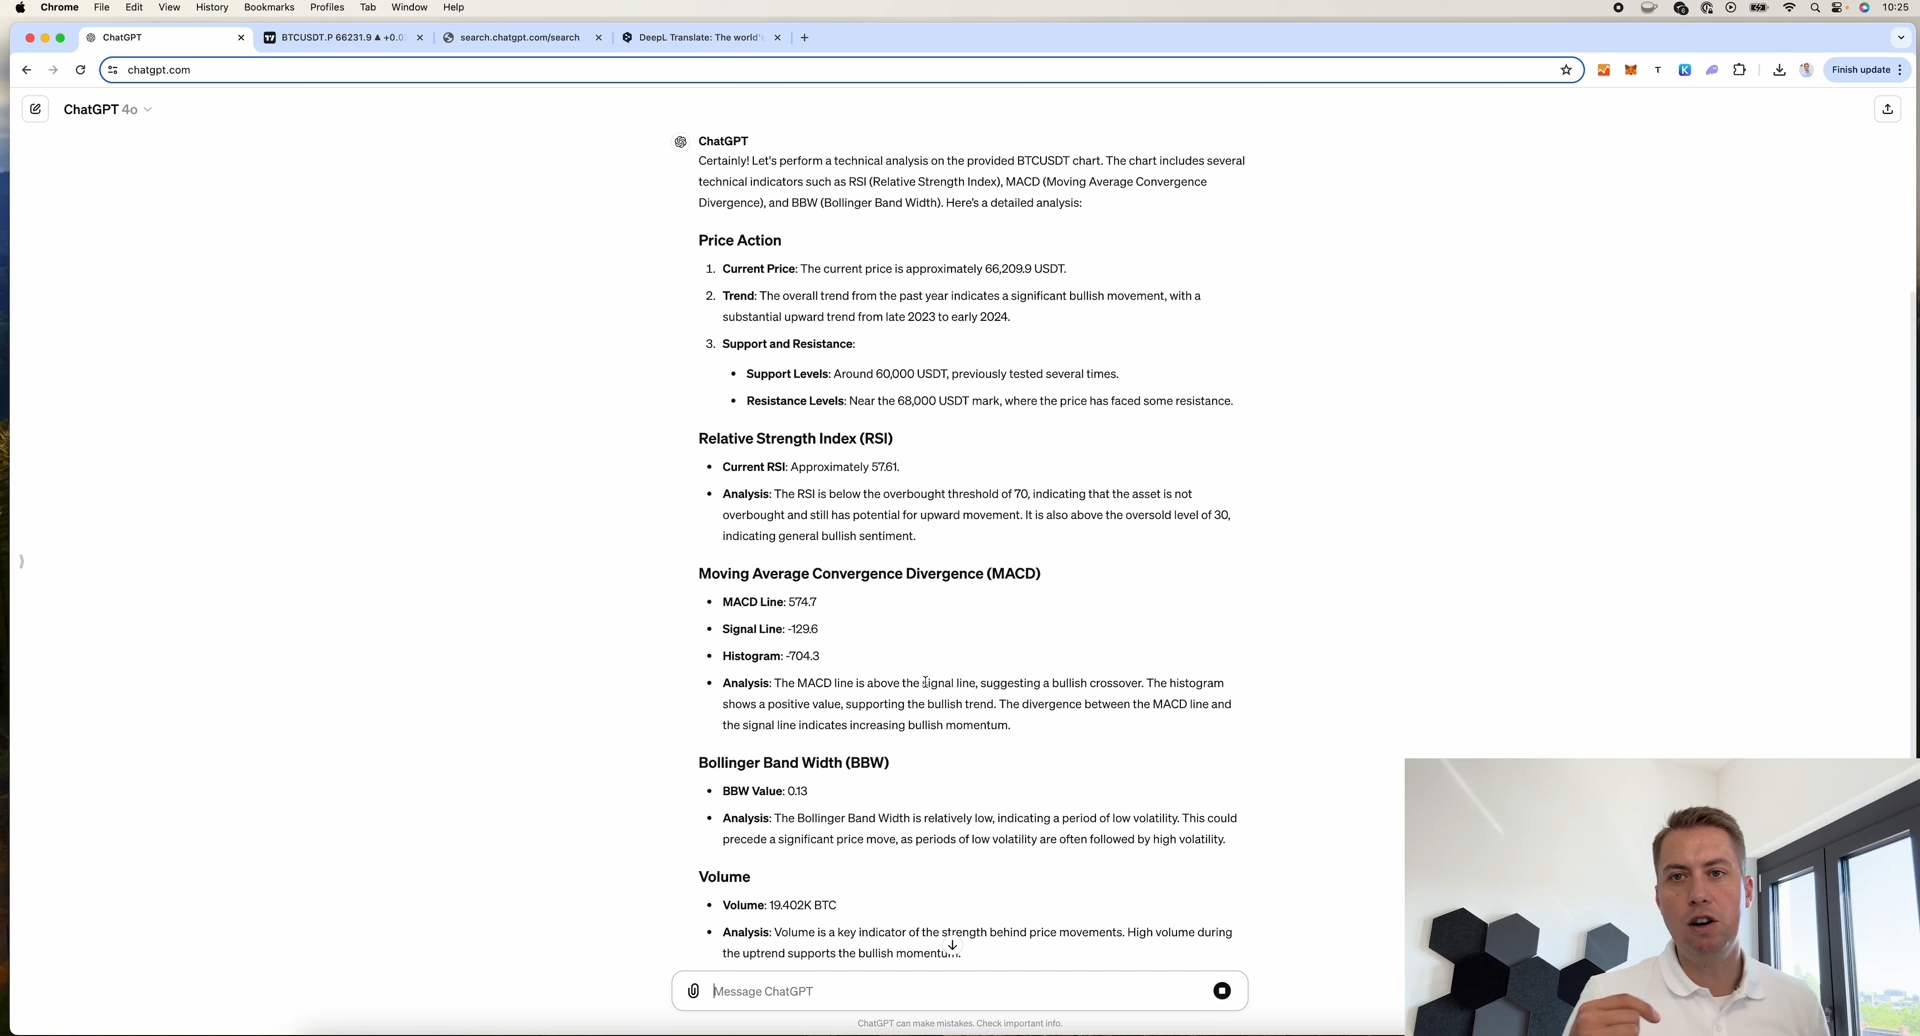 Chrome File Edit View History Bookmarks Profiles Tab Window Help 10:25
ChatGPT BTCUSDT.P 66231.9 ▲ +0.0 search.chatgpt.com/search DeepL Translate: The world'
chatgpt.com Finish update
ChatGPT 4o
ChatGPT
Certainly! Let's perform a technical analysis on the provided BTCUSDT chart. The chart includes several
technical indicators such as RSI (Relative Strength Index), MACD (Moving Average Convergence
Divergence), and BBW (Bollinger Band Width). Here's a detailed analysis:
Price Action
1. Current Price: The current price is approximately 66,209.9 USDT.
2. Trend: The overall trend from the past year indicates a significant bullish movement, with a
substantial upward trend from late 2023 to early 2024.
3. Support and Resistance:
• Support Levels: Around 60,000 USDT, previously tested several times.
• Resistance Levels: Near the 68,000 USDT mark, where the price has faced some resistance.
Relative Strength Index (RSI)
• Current RSI: Approximately 57.61.
• Analysis: The RSI is below the overbought threshold of 70, indicating that the asset is not
overbought and still has potential for upward movement. It is also above the oversold level of 30,
indicating general bullish sentiment.
Moving Average Convergence Divergence (MACD)
• MACD Line: 574.7
• Signal Line: -129.6
• Histogram: -704.3
• Analysis: The MACD line is above the signal line, suggesting a bullish crossover. The histogram
shows a positive value, supporting the bullish trend. The divergence between the MACD line and
the signal line indicates increasing bullish momentum.
Bollinger Band Width (BBW)
• BBW Value: 0.13
• Analysis: The Bollinger Band Width is relatively low, indicating a period of low volatility. This could
precede a significant price move, as periods of low volatility are often followed by high volatility.
Volume
• Volume: 19.402K BTC
• Analysis: Volume is a key indicator of the strength behind price movements. High volume during
the uptrend supports the bullish momentum.
Message ChatGPT
ChatGPT can make mistakes. Check important info.